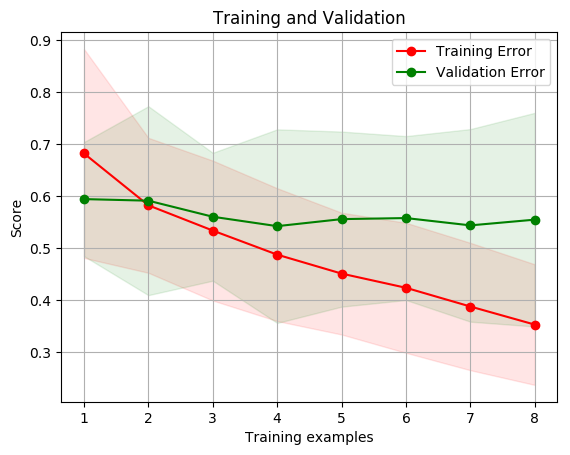 Training and Validation
Training Error
Validation Error
0.9
0.8
0.7
0.6
0.5
0.4
0.3
Score
1 2 3 4 5 6 7 8
Training examples